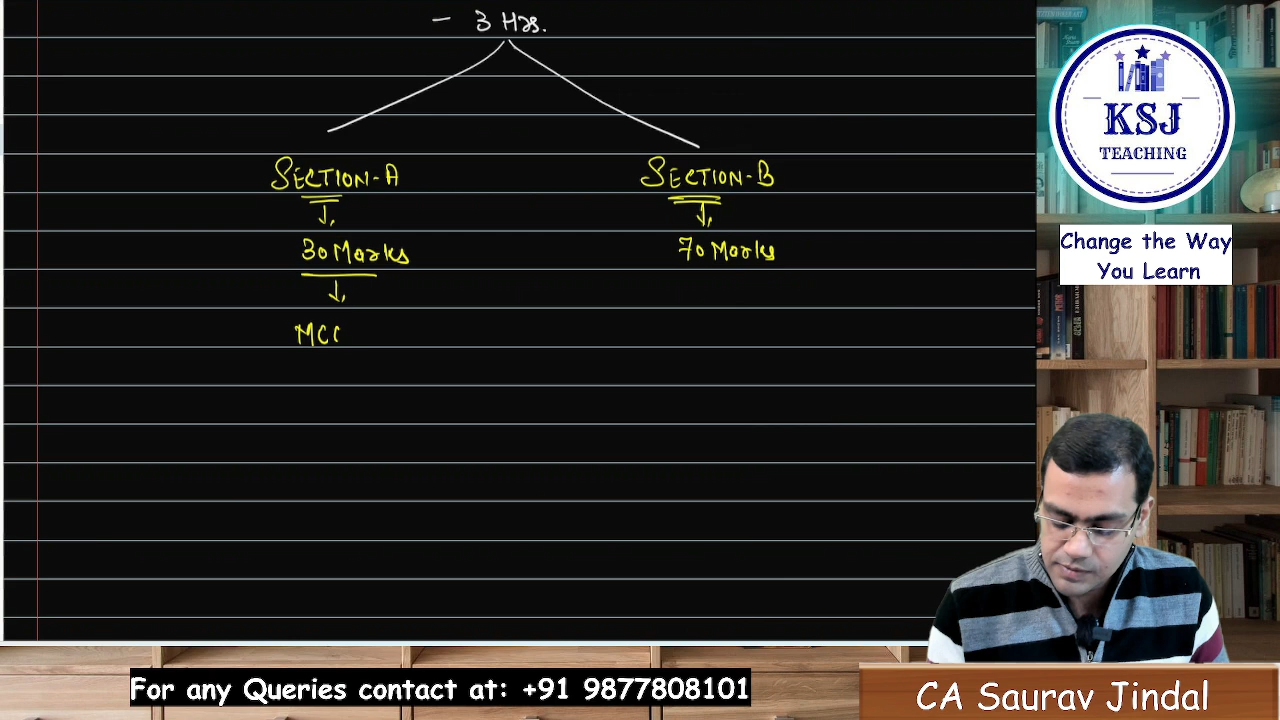 - 3 Hrs.
SECTION-A
SECTION-B
30 Marks
70 Marks
MCC
KSJ
TEACHING
Change the Way
You Learn
For any Queries contact at: +91 9877808101
CA Saurav Jindal